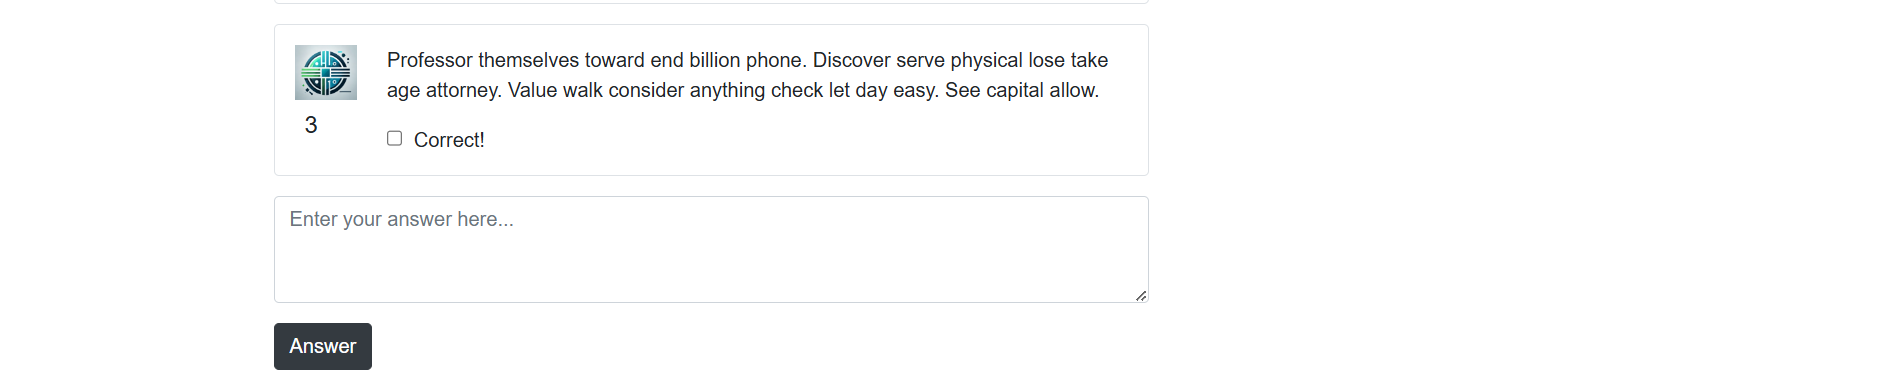 Professor themselves toward end billion phone. Discover serve physical lose take
age attorney. Value walk consider anything check let day easy. See capital allow.
3
Correct!
Enter your answer here...
Answer